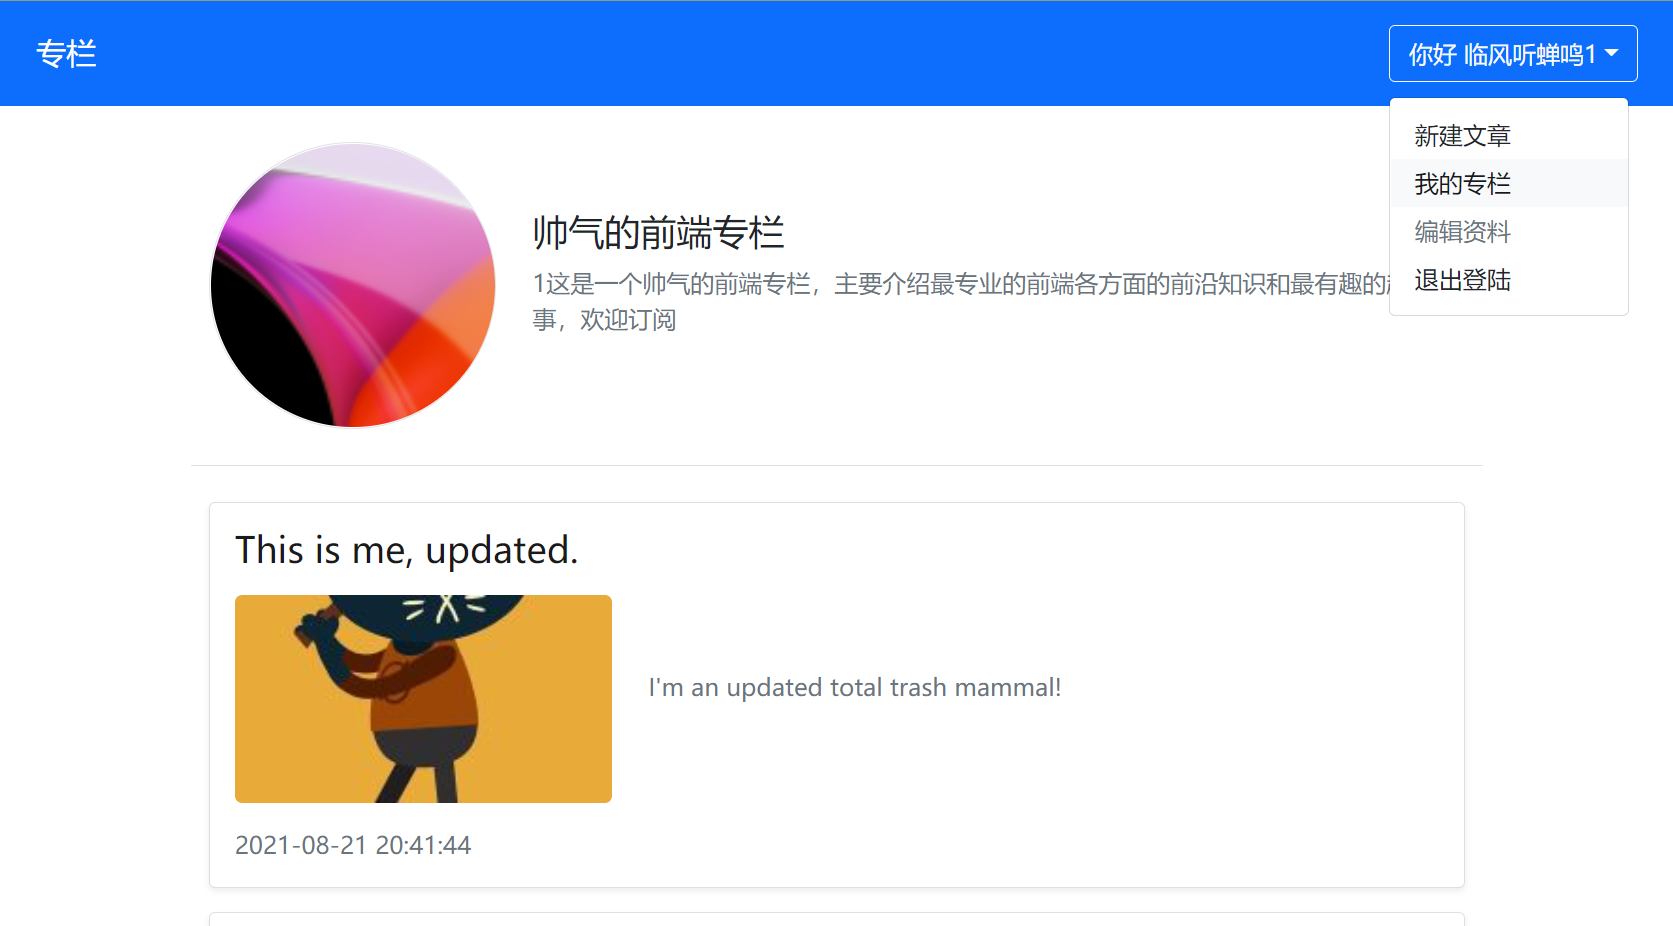 专栏
你好 临风听蝉鸣1
新建文章
我的专栏
编辑资料
退出登陆
帅气的前端专栏
1这是一个帅气的前端专栏，主要介绍最专业的前端各方面的前沿知识和最有趣的
事，欢迎订阅
This is me, updated.
I'm an updated total trash mammal!
2021-08-21 20:41:44